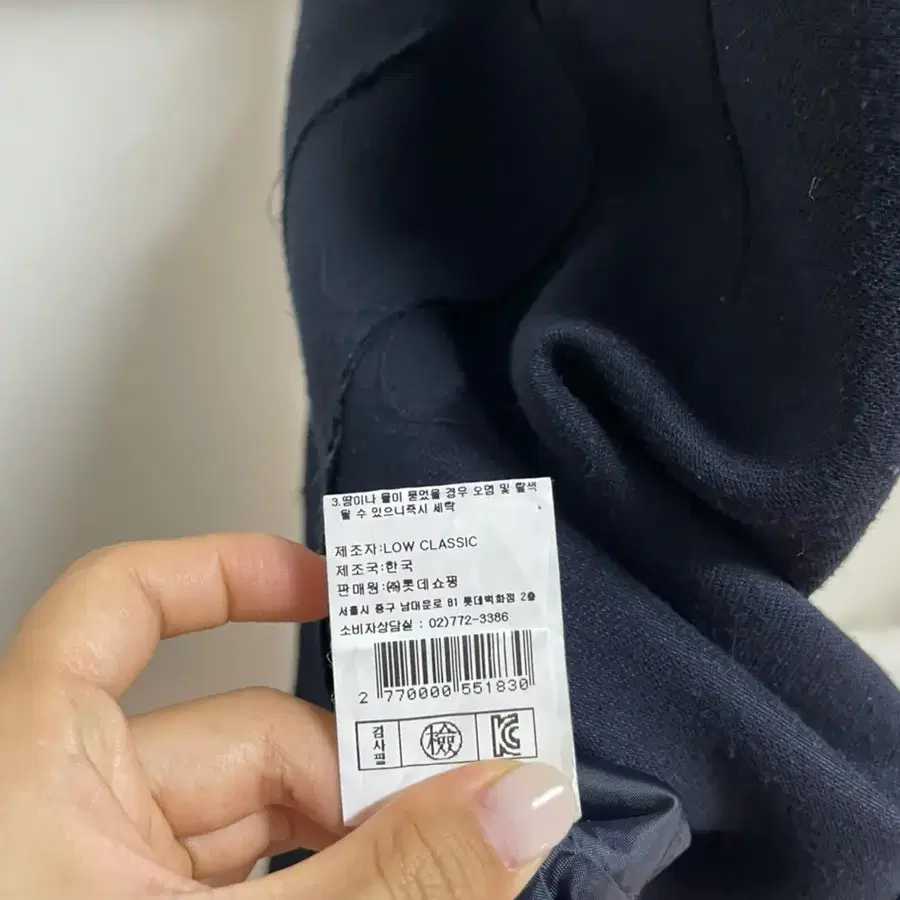 3.땀이나 물이 묻었을 경우 오염 및 탈색
될 수 있으니즉시 세탁
제조자:LOW CLASSIC
제조국:한국
판매원:㈜롯데쇼핑
서울시 중구 남대문로 81 롯데백화점 2층
소비자상담실 : 02)772-3386
2 770000 551830
검사필 檢 KC